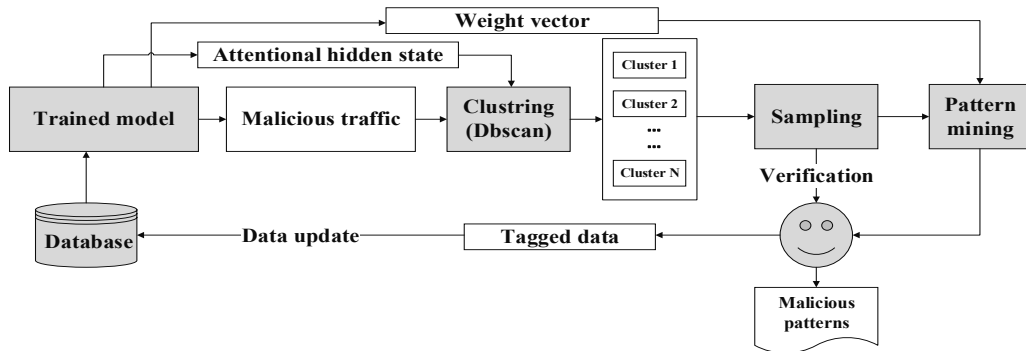 Weight vector
Attentional hidden state
Trained model
Malicious traffic
Clustring
(Dbscan)
Cluster 1
Cluster 2
...
...
Cluster N
Sampling
Pattern
mining
Verification
Database
Data update
Tagged data
Malicious
patterns